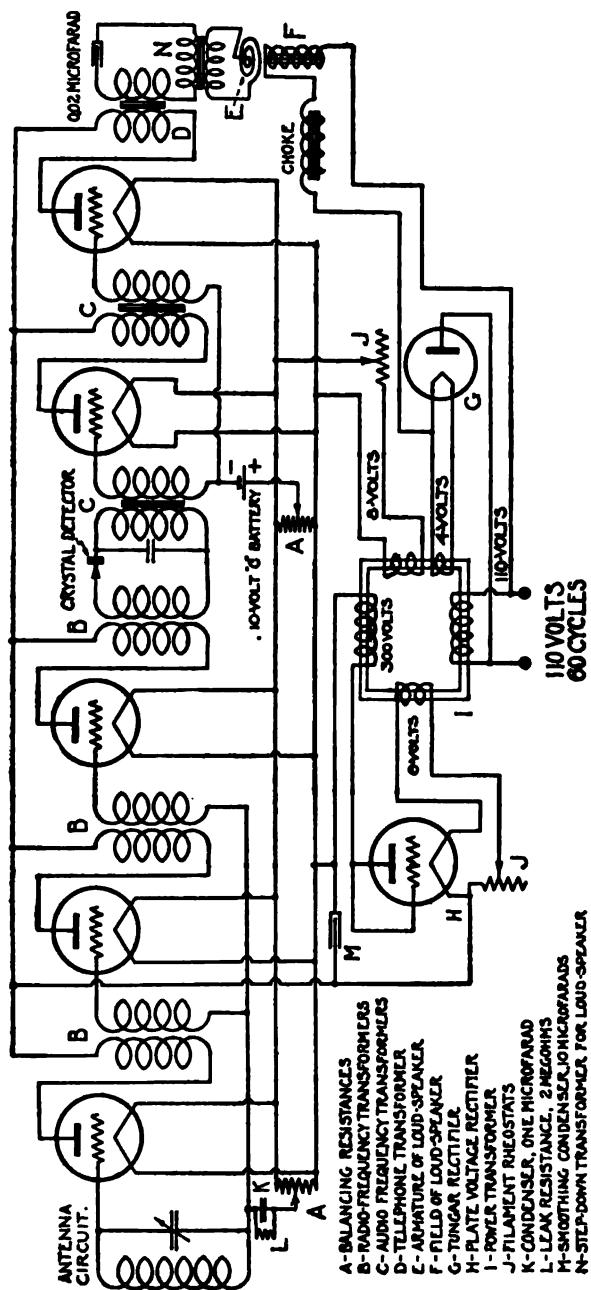 ANTENNA
CIRCUIT.
B
B
B
CRYSTAL DETECTOR
C
C
D
0.02 MICROFARAD
N
E
F
CHOKE
K
L
A
.10-VOLT "C" BATTERY
-
+
A
J
M
H
J
6-VOLTS
300 VOLTS
I
8-VOLTS
4-VOLTS
110-VOLTS
G
110 VOLTS
60 CYCLES
A-BALANCING RESISTANCES
B-RADIO-FREQUENCY TRANSFORMERS
C-AUDIO FREQUENCY TRANSFORMERS
D-TELEPHONE TRANSFORMER
E-ARMATURE OF LOUD-SPEAKER
F-FIELD OF LOUD-SPEAKER
G-TUNGAR RECTIFIER
H-PLATE VOLTAGE RECTIFIER
I-POWER TRANSFORMER
J-FILAMENT RHEOSTATS
K-CONDENSER, ONE MICROFARAD
L-LEAK RESISTANCE, 2 MEGOHMS
M-SMOOTHING CONDENSER, 10 MICROFARADS
N-STEP-DOWN TRANSFORMER FOR LOUD-SPEAKER